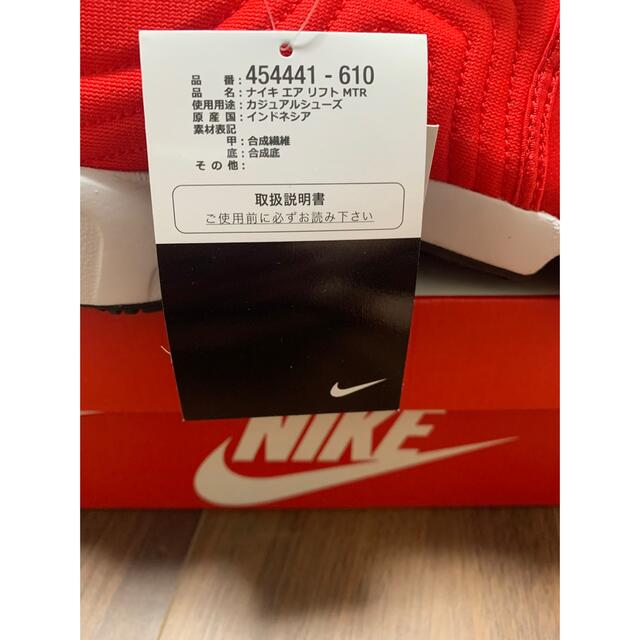 品 番：454441 - 610
品 名：ナイキ エア リフト MTR
使用用途：カジュアルシューズ
原 産 国：インドネシア
素材表記
甲：合成繊維
底：合成底
そ の 他：
取扱説明書
ご使用前に必ずお読み下さい
NIKE